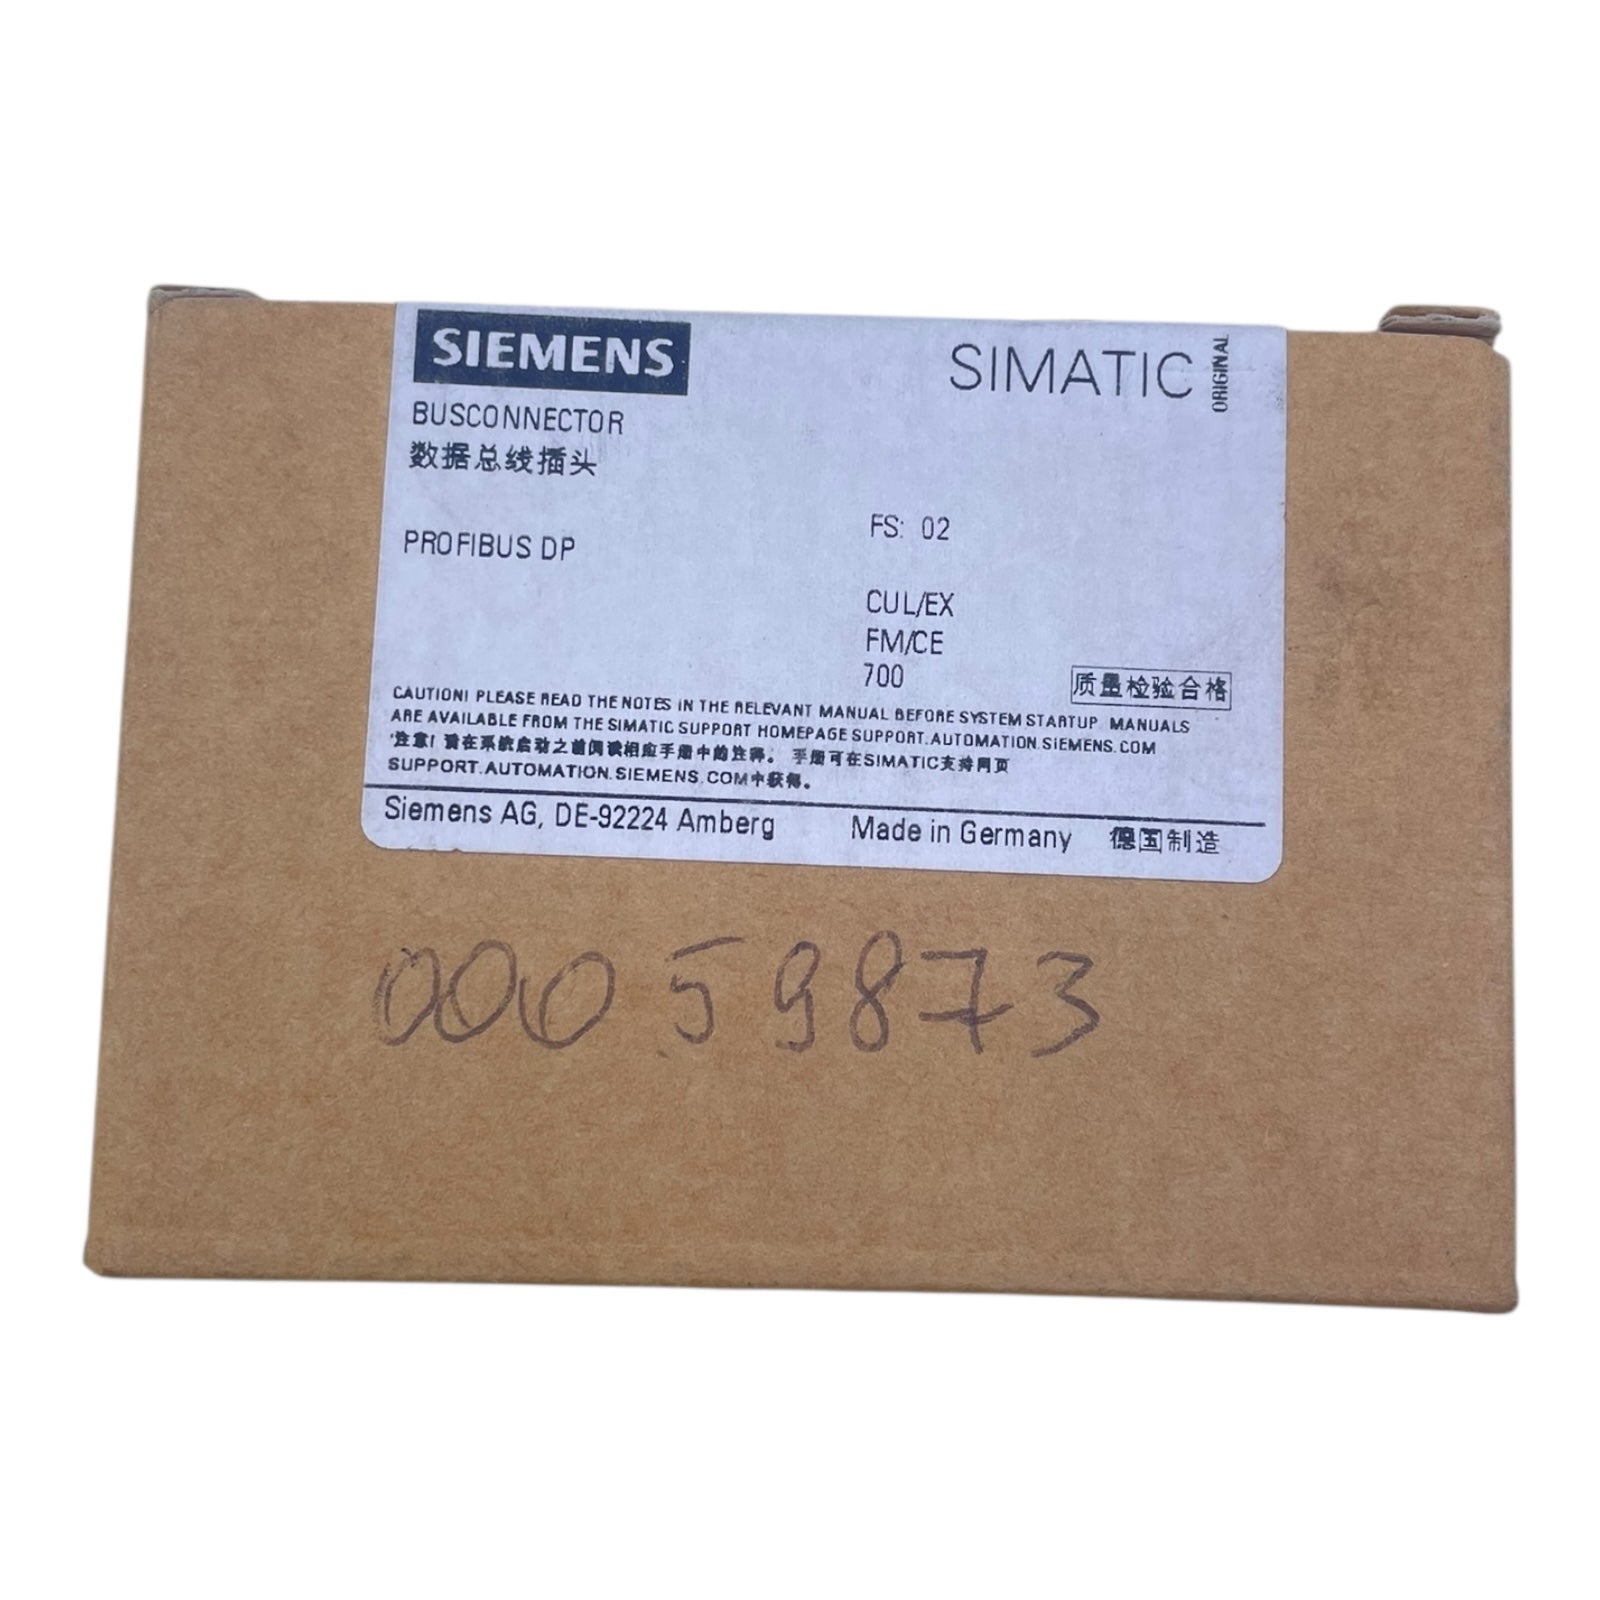 SIEMENS
SIMATIC
ORIGINAL
BUSCONNECTOR
数据总线插头
PROFIBUS DP
FS: 02
CUL/EX
FM/CE
700
质量检验合格
CAUTION! PLEASE READ THE NOTES IN THE RELEVANT MANUAL BEFORE SYSTEM STARTUP. MANUALS
ARE AVAILABLE FROM THE SIMATIC SUPPORT HOMEPAGE SUPPORT.AUTOMATION.SIEMENS.COM
注意! 请在系统启动之前阅读相应手册中的注释。 手册可在SIMATIC支持网页
SUPPORT.AUTOMATION.SIEMENS.COM中获得。
Siemens AG, DE-92224 Amberg
Made in Germany 德国制造
00059873